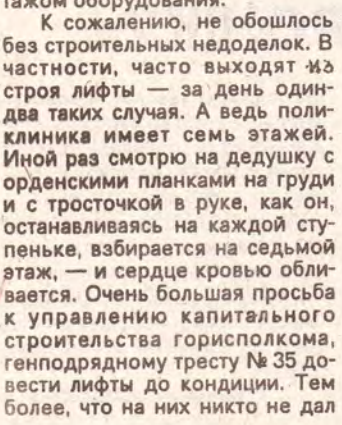 тажом оборудования.
К сожалению, не обошлось
без строительных недоделок. В
частности, часто выходят из
строя лифты — за день один-
два таких случая. А ведь поли-
клиника имеет семь этажей.
Иной раз смотрю на дедушку с
орденскими планками на груди
и с тросточкой в руке, как он,
останавливаясь на каждой сту-
пеньке, взбирается на седьмой
этаж, — и сердце кровью обли-
вается. Очень большая просьба
к управлению капитального
строительства горисполкома,
генподрядному тресту № 35 до-
вести лифты до кондиции. Тем
более, что на них никто не дал